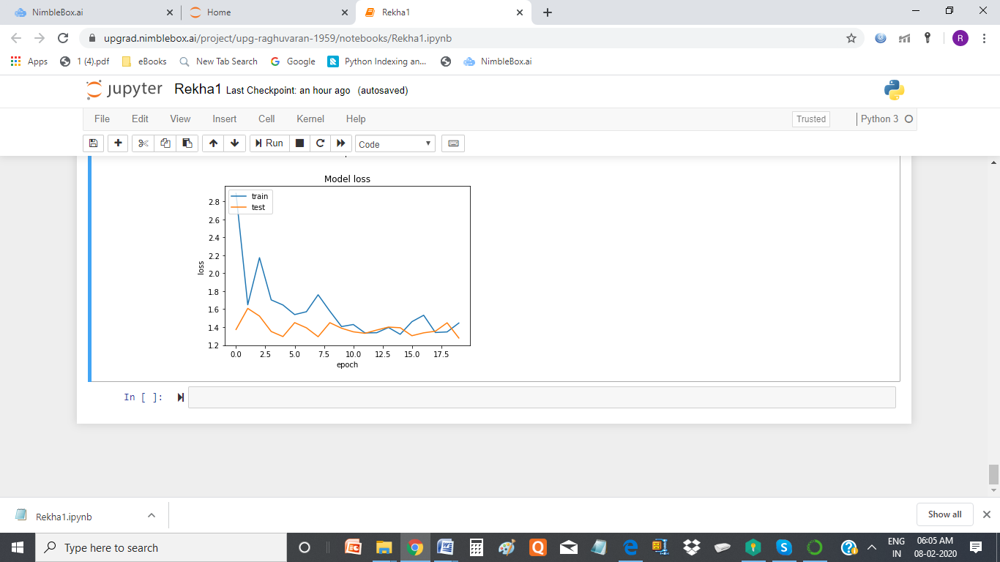 NimbleBox.ai
Home
Rekha1
upgrad.nimblebox.ai/project/upg-raghuvaran-1959/notebooks/Rekha1.ipynb
R
Apps
1 (4).pdf
eBooks
New Tab Search
Google
Python Indexing an...
NimbleBox.ai
jupyter Rekha1 Last Checkpoint: an hour ago (autosaved)
File Edit View Insert Cell Kernel Help
Trusted
Python 3
Run
Code
Model loss
train
test
2.8
2.6
2.4
2.2
2.0
1.8
1.6
1.4
1.2
loss
0.0 2.5 5.0 7.5 10.0 12.5 15.0 17.5
epoch
In [ ]:
Rekha1.ipynb
Show all
Type here to search
ENG
IN
06:05 AM
08-02-2020